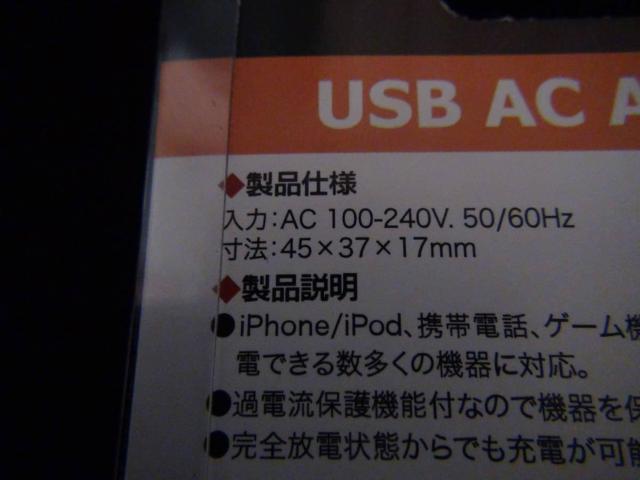 USB AC A
◆製品仕様
入力:AC 100-240V. 50/60Hz
寸法:45×37×17mm
◆製品説明
●iPhone/iPod、携帯電話、ゲーム機
電できる数多くの機器に対応。
●過電流保護機能付なので機器を保
●完全放電状態からでも充電が可能